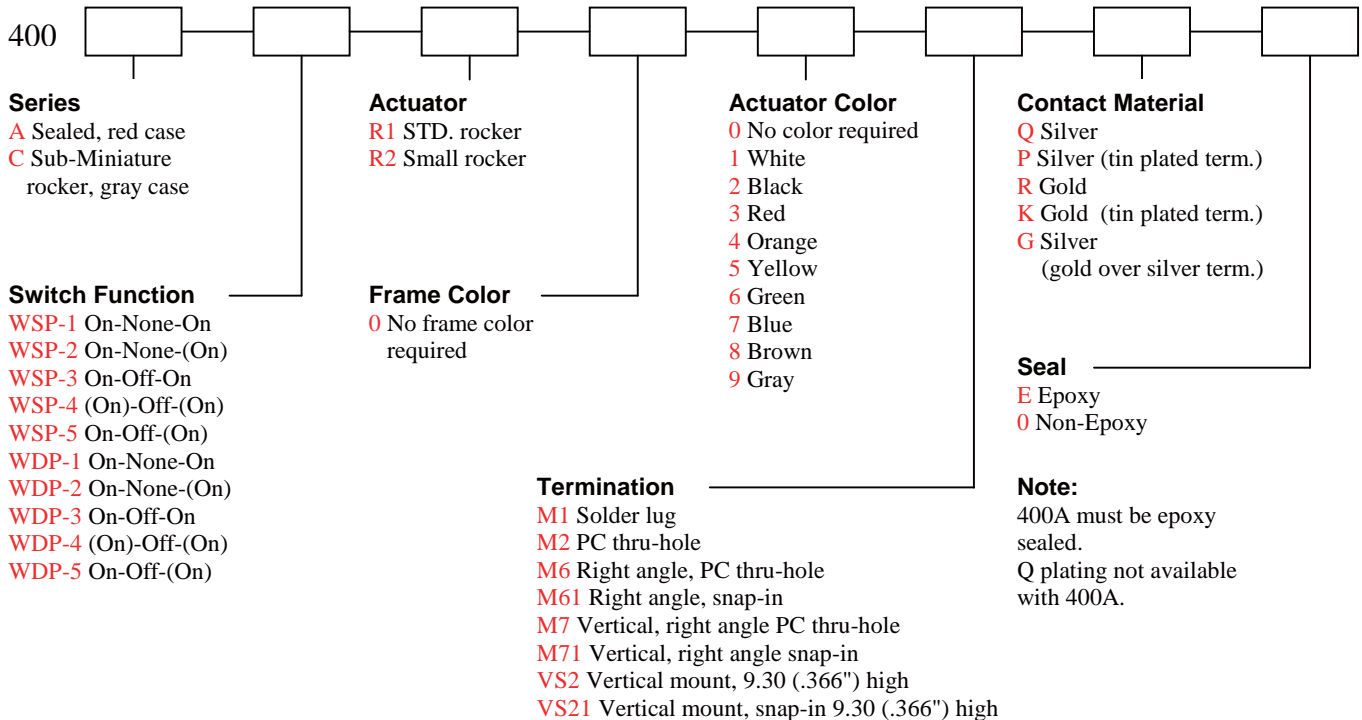 400
Series
A Sealed, red case
C Sub-Miniature
rocker, gray case
Switch Function
WSP-1 On-None-On
WSP-2 On-None-(On)
WSP-3 On-Off-On
WSP-4 (On)-Off-(On)
WSP-5 On-Off-(On)
WDP-1 On-None-On
WDP-2 On-None-(On)
WDP-3 On-Off-On
WDP-4 (On)-Off-(On)
WDP-5 On-Off-(On)
Actuator
R1 STD. rocker
R2 Small rocker
Frame Color
0 No frame color
required
Actuator Color
0 No color required
1 White
2 Black
3 Red
4 Orange
5 Yellow
6 Green
7 Blue
8 Brown
9 Gray
Termination
M1 Solder lug
M2 PC thru-hole
M6 Right angle, PC thru-hole
M61 Right angle, snap-in
M7 Vertical, right angle PC thru-hole
M71 Vertical, right angle snap-in
VS2 Vertical mount, 9.30 (.366") high
VS21 Vertical mount, snap-in 9.30 (.366") high
Contact Material
Q Silver
P Silver (tin plated term.)
R Gold
K Gold (tin plated term.)
G Silver
(gold over silver term.)
Seal
E Epoxy
0 Non-Epoxy
Note:
400A must be epoxy
sealed.
Q plating not available
with 400A.